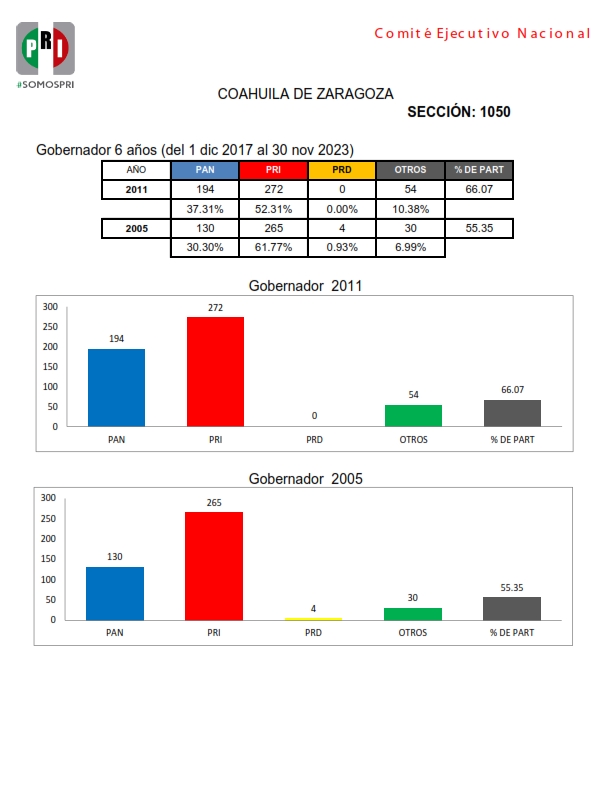 PRI
#SOMOSPRI
Comité Ejecutivo Nacional
COAHUILA DE ZARAGOZA
SECCIÓN: 1050
Gobernador 6 años (del 1 dic 2017 al 30 nov 2023)
AÑO PAN PRI PRD OTROS % DE PART
2011 194 272 0 54 66.07
37.31% 52.31% 0.00% 10.38%
2005 130 265 4 30 55.35
30.30% 61.77% 0.93% 6.99%
Gobernador 2011
300
250
200
150
100
50
0
194
272
0
54
66.07
PAN PRI PRD OTROS % DE PART
Gobernador 2005
300
250
200
150
100
50
0
130
265
4
30
55.35
PAN PRI PRD OTROS % DE PART